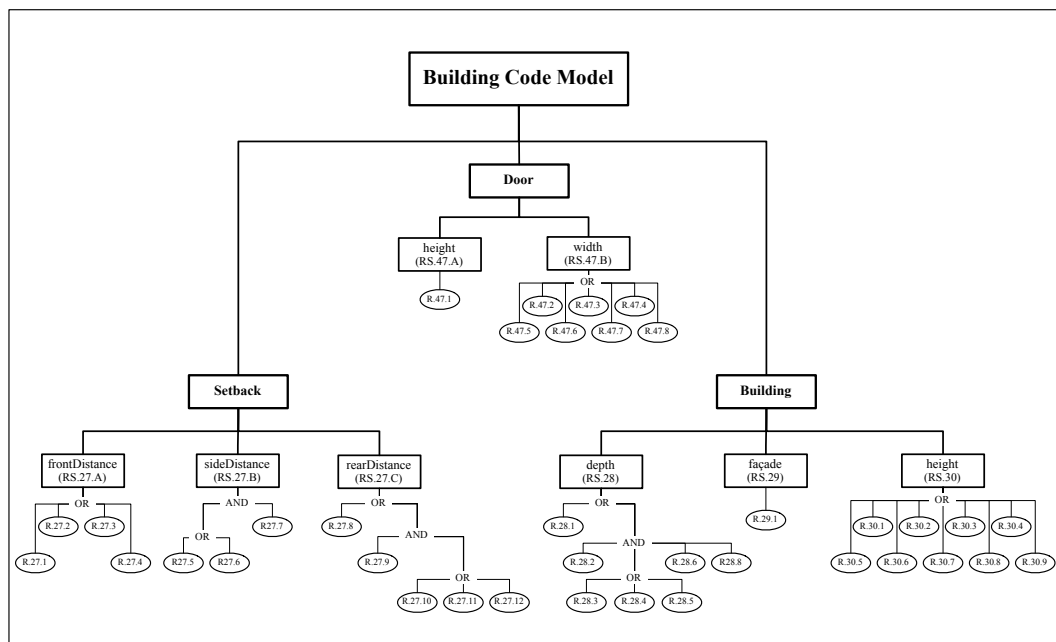 Building Code Model
Door
height
(RS.47.A)
width
(RS.47.B)
OR
R.47.1
R.47.2
R.47.3
R.47.4
R.47.5
R.47.6
R.47.7
R.47.8
Setback
Building
frontDistance
(RS.27.A)
sideDistance
(RS.27.B)
rearDistance
(RS.27.C)
depth
(RS.28)
façade
(RS.29)
height
(RS.30)
OR
R.27.2
R.27.3
R.27.1
R.27.4
AND
R27.7
OR
R27.5
R27.6
OR
R.27.8
AND
R.27.9
OR
R.27.10
R.27.11
R.27.12
OR
R.28.1
AND
R.28.2
R.28.6
R28.8
OR
R.28.3
R.28.4
R.28.5
R.29.1
OR
R.30.1
R.30.2
R.30.3
R.30.4
R.30.5
R.30.6
R.30.7
R.30.8
R.30.9